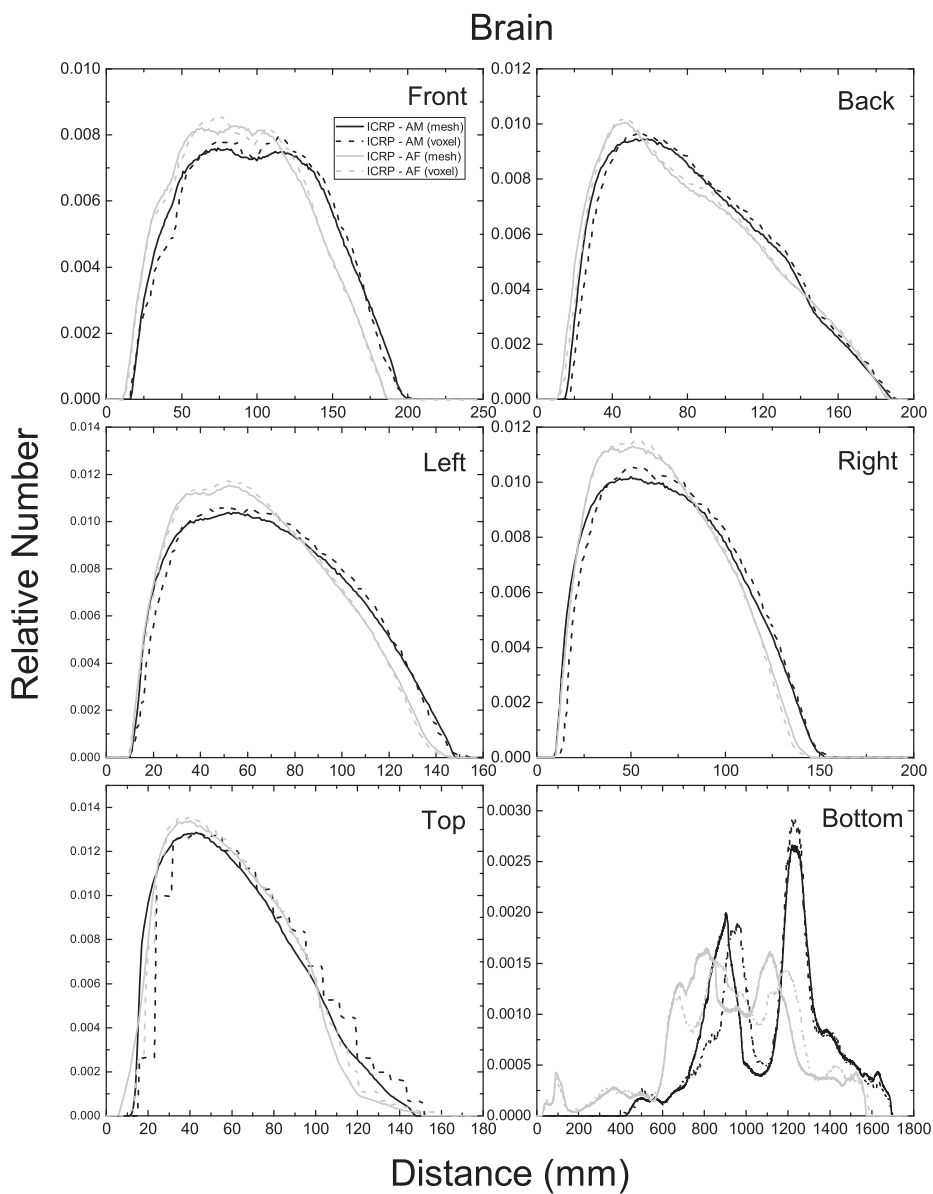 Brain
Relative Number
0.010
0.008
0.006
0.004
0.002
0.000
0 50 100 150 200 250
Front
ICRP - AM (mesh)
ICRP - AM (voxel)
ICRP - AF (mesh)
ICRP - AF (voxel)
0.012
0.010
0.008
0.006
0.004
0.002
0.000
0 40 80 120 160 200
Back
0.014
0.012
0.010
0.008
0.006
0.004
0.002
0.000
0 20 40 60 80 100 120 140 160
Left
0.012
0.010
0.008
0.006
0.004
0.002
0.000
0 50 100 150 200
Right
0.014
0.012
0.010
0.008
0.006
0.004
0.002
0.000
0 20 40 60 80 100 120 140 160 180
Top
0.0030
0.0025
0.0020
0.0015
0.0010
0.0005
0.0000
0 200 400 600 800 1000 1200 1400 1600 1800
Bottom
Distance (mm)